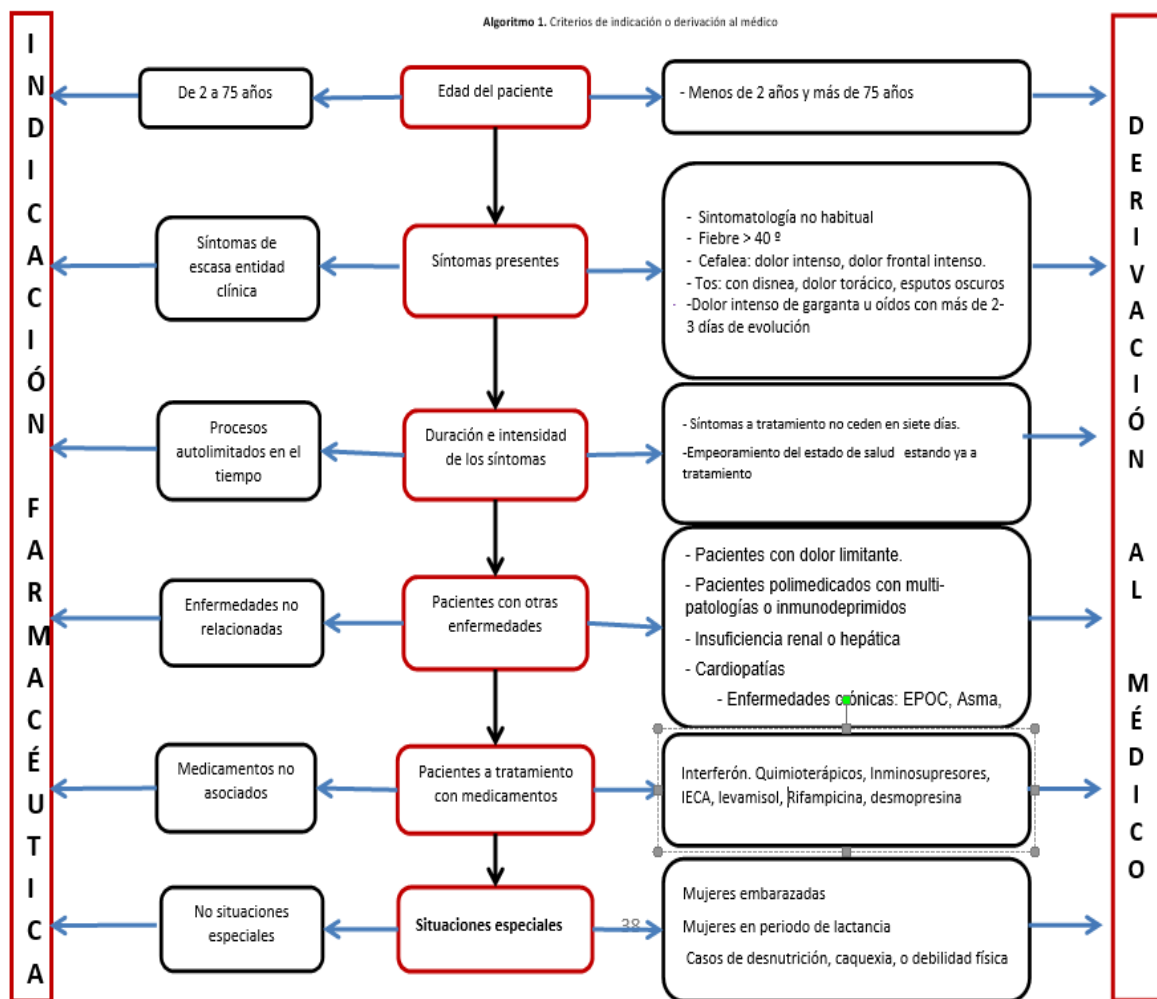 Algoritmo 1. Criterios de indicación o derivación al médico
INDICACIÓN FARMACÉUTICA
De 2 a 75 años
Edad del paciente
- Menos de 2 años y más de 75 años
DERIVACIÓN AL MÉDICO
Síntomas de
escasa entidad
clínica
Síntomas presentes
- Sintomatología no habitual
- Fiebre > 40 º
- Cefalea: dolor intenso, dolor frontal intenso.
- Tos: con disnea, dolor torácico, esputos oscuros
-Dolor intenso de garganta u oídos con más de 2-
3 días de evolución
Procesos
autolimitados en el
tiempo
Duración e intensidad
de los síntomas
- Síntomas a tratamiento no ceden en siete días.
-Empeoramiento del estado de salud estando ya a
tratamiento
Enfermedades no
relacionadas
Pacientes con otras
enfermedades
- Pacientes con dolor limitante.
- Pacientes polimedicados con multi-
patologías o inmunodeprimidos
- Insuficiencia renal o hepática
- Cardiopatías
- Enfermedades crónicas: EPOC, Asma,
Medicamentos no
asociados
Pacientes a tratamiento
con medicamentos
Interferón. Quimioterápicos, Inminosupresores,
IECA, levamisol, Rifampicina, desmopresina
No situaciones
especiales
Situaciones especiales
38
Mujeres embarazadas
Mujeres en periodo de lactancia
Casos de desnutrición, caquexia, o debilidad física